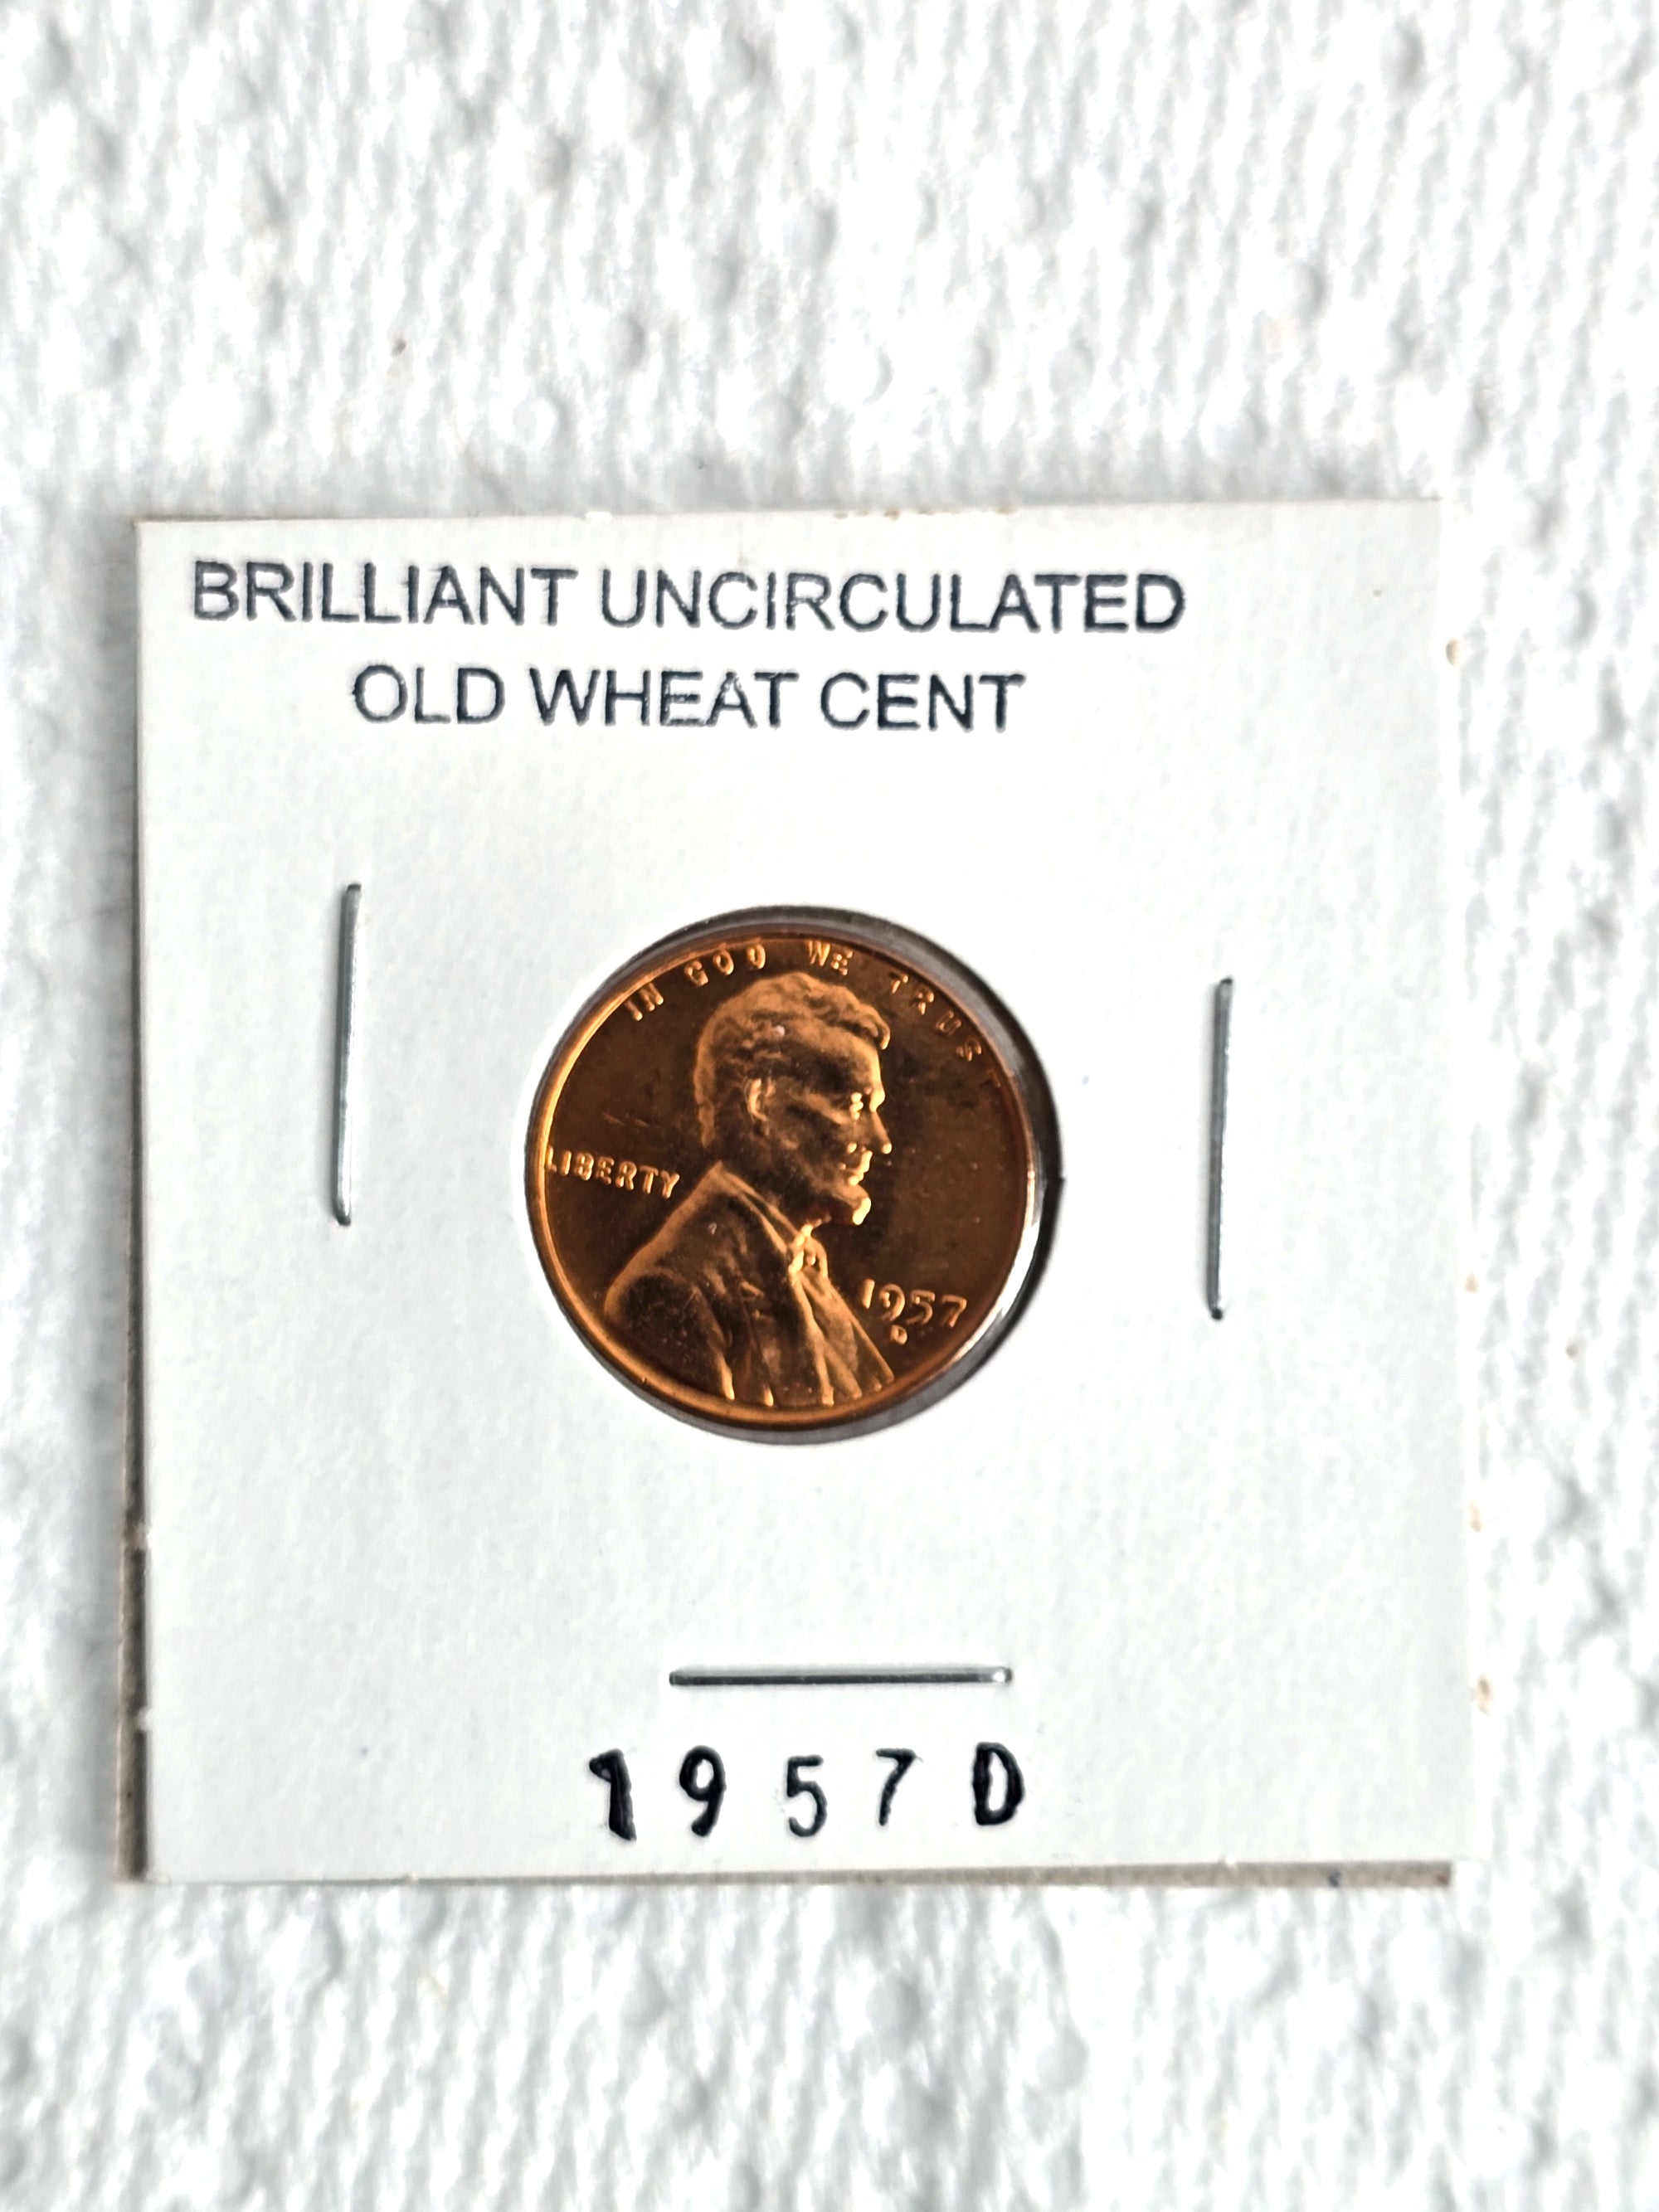 BRILLIANT UNCIRCULATED
OLD WHEAT CENT
IN GOD WE TRUST
LIBERTY
1957
D
1957D